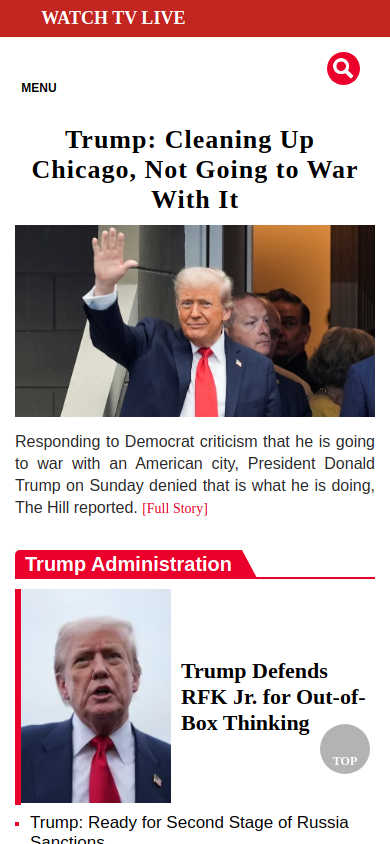 WATCH TV LIVE
MENU
Trump: Cleaning Up
Chicago, Not Going to War
With It
Responding to Democrat criticism that he is going
to war with an American city, President Donald
Trump on Sunday denied that is what he is doing,
The Hill reported. [Full Story]
Trump Administration
Trump Defends
RFK Jr. for Out-of-
Box Thinking
TOP
Trump: Ready for Second Stage of Russia
Sanctions